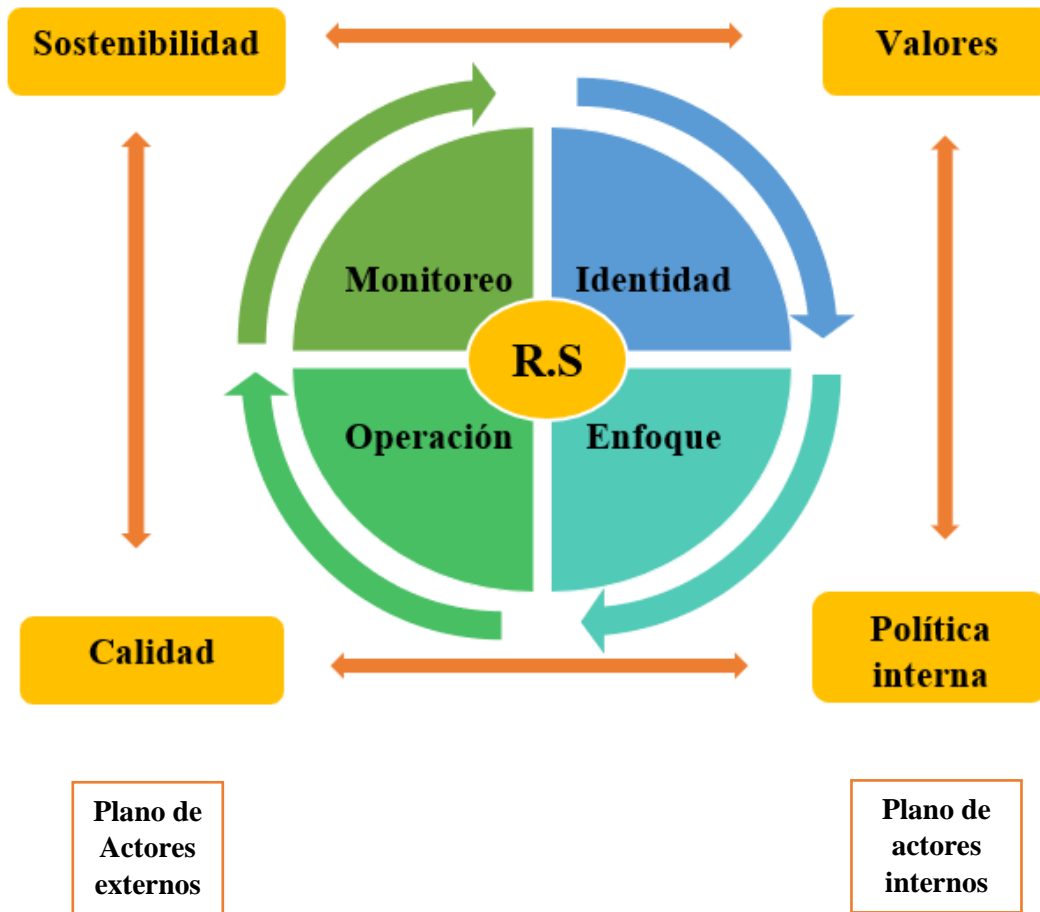 Sostenibilidad
Valores
Monitoreo
Identidad
R.S
Operación
Enfoque
Calidad
Política
interna
Plano de
Actores
externos
Plano de
actores
internos